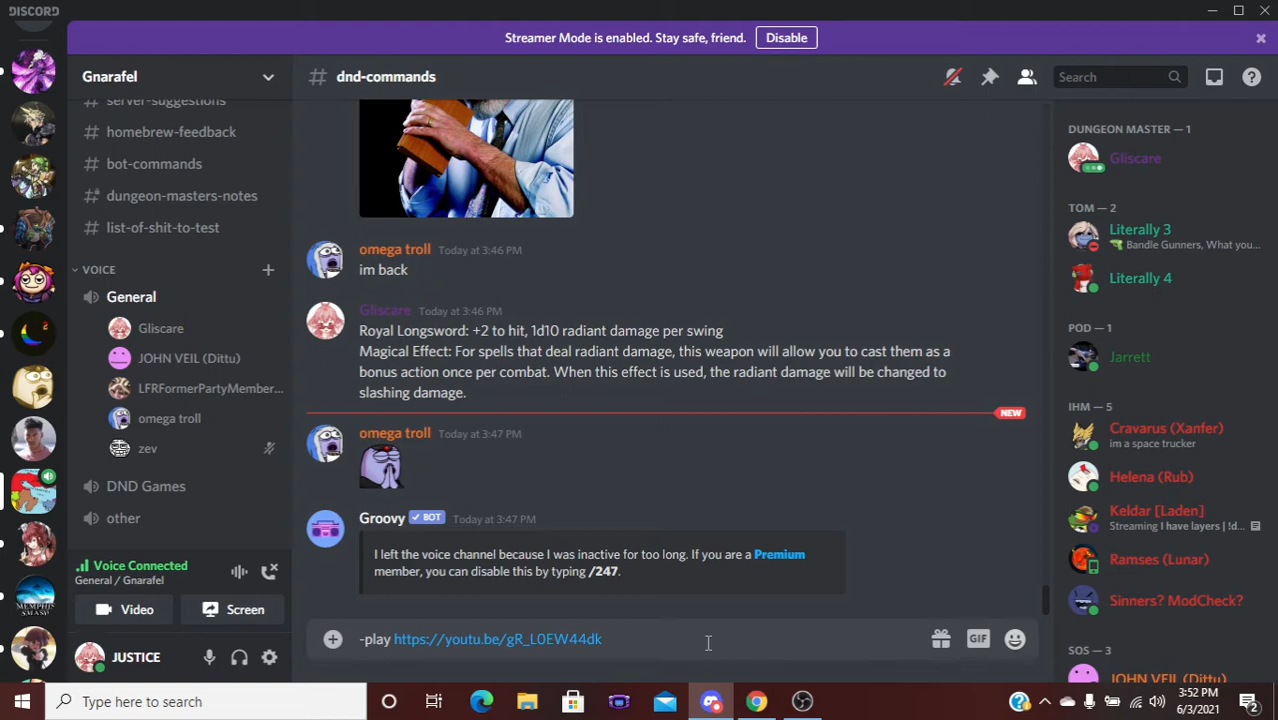 DISCORD
Streamer Mode is enabled. Stay safe, friend. Disable
Gnarafel
server-suggestions
# homebrew-feedback
# bot-commands
# dungeon-masters-notes
# list-of-shit-to-test
VOICE
General
Gliscare
JOHN VEIL (Dittu)
LFRFormerPartyMember...
omega troll
zev
DND Games
other
Voice Connected
General / Gnarafel
Video
Screen
JUSTICE
# dnd-commands
Search
omega troll Today at 3:46 PM
im back
Gliscare Today at 3:46 PM
Royal Longsword: +2 to hit, 1d10 radiant damage per swing
Magical Effect: For spells that deal radiant damage, this weapon will allow you to cast them as a
bonus action once per combat. When this effect is used, the radiant damage will be changed to
slashing damage.
NEW
omega troll Today at 3:47 PM
Groovy ✓ BOT Today at 3:47 PM
I left the voice channel because I was inactive for too long. If you are a Premium
member, you can disable this by typing /247.
-play https://youtu.be/gR_L0EW44dk
GIF
DUNGEON MASTER — 1
Gliscare
TOM — 2
Literally 3
Bandle Gunners, What you...
Literally 4
POD — 1
Jarrett
IHM — 5
Cravarus (Xanfer)
im a space trucker
Helena (Rub)
Keldar [Laden]
Streaming I have layers | !d...
Ramses (Lunar)
Sinners? ModCheck?
SOS — 3
JOHN VEIL (Dittu)
Type here to search
3:52 PM
6/3/2021
2